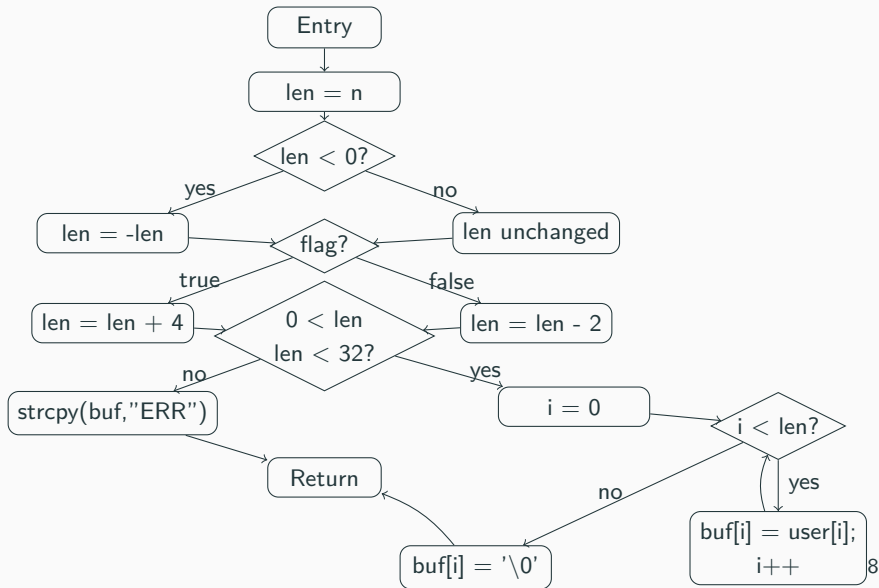 Entry
len = n
len < 0?
yes
no
len = -len
flag?
len unchanged
true
false
len = len + 4
0 < len
len < 32?
len = len - 2
no
yes
strcpy(buf,"ERR")
i = 0
i < len?
Return
no
yes
buf[i] = '\0'
buf[i] = user[i];
i++
8